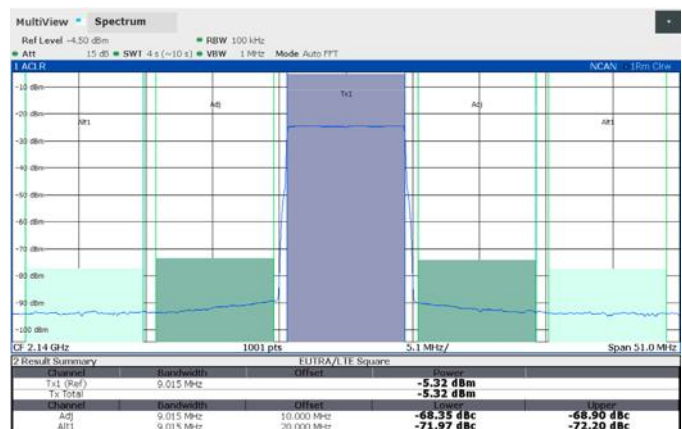 MultiView Spectrum
Ref Level -4.50 dBm RBW 100 kHz
Att 15 dB SWT 4 s (~10 s) VBW 1 MHz Mode Auto FFT
1 ACLR NCAN 1Rm Clrw
-10 dBm
Tx1
Adj Adj
-20 dBm
Alt1 Alt1
-30 dBm
-40 dBm
-50 dBm
-60 dBm
-70 dBm
-80 dBm
-90 dBm
-100 dBm
CF 2.14 GHz 1001 pts 5.1 MHz/ Span 51.0 MHz
2 Result Summary EUTRA/LTE Square
Channel Bandwidth Offset Power
Tx1 (Ref) 9.015 MHz -5.32 dBm
Tx Total -5.32 dBm
Channel Bandwidth Offset Lower Upper
Adj 9.015 MHz 10.000 MHz -68.35 dBc -68.90 dBc
Alt1 9.015 MHz 20.000 MHz -71.97 dBc -72.20 dBc